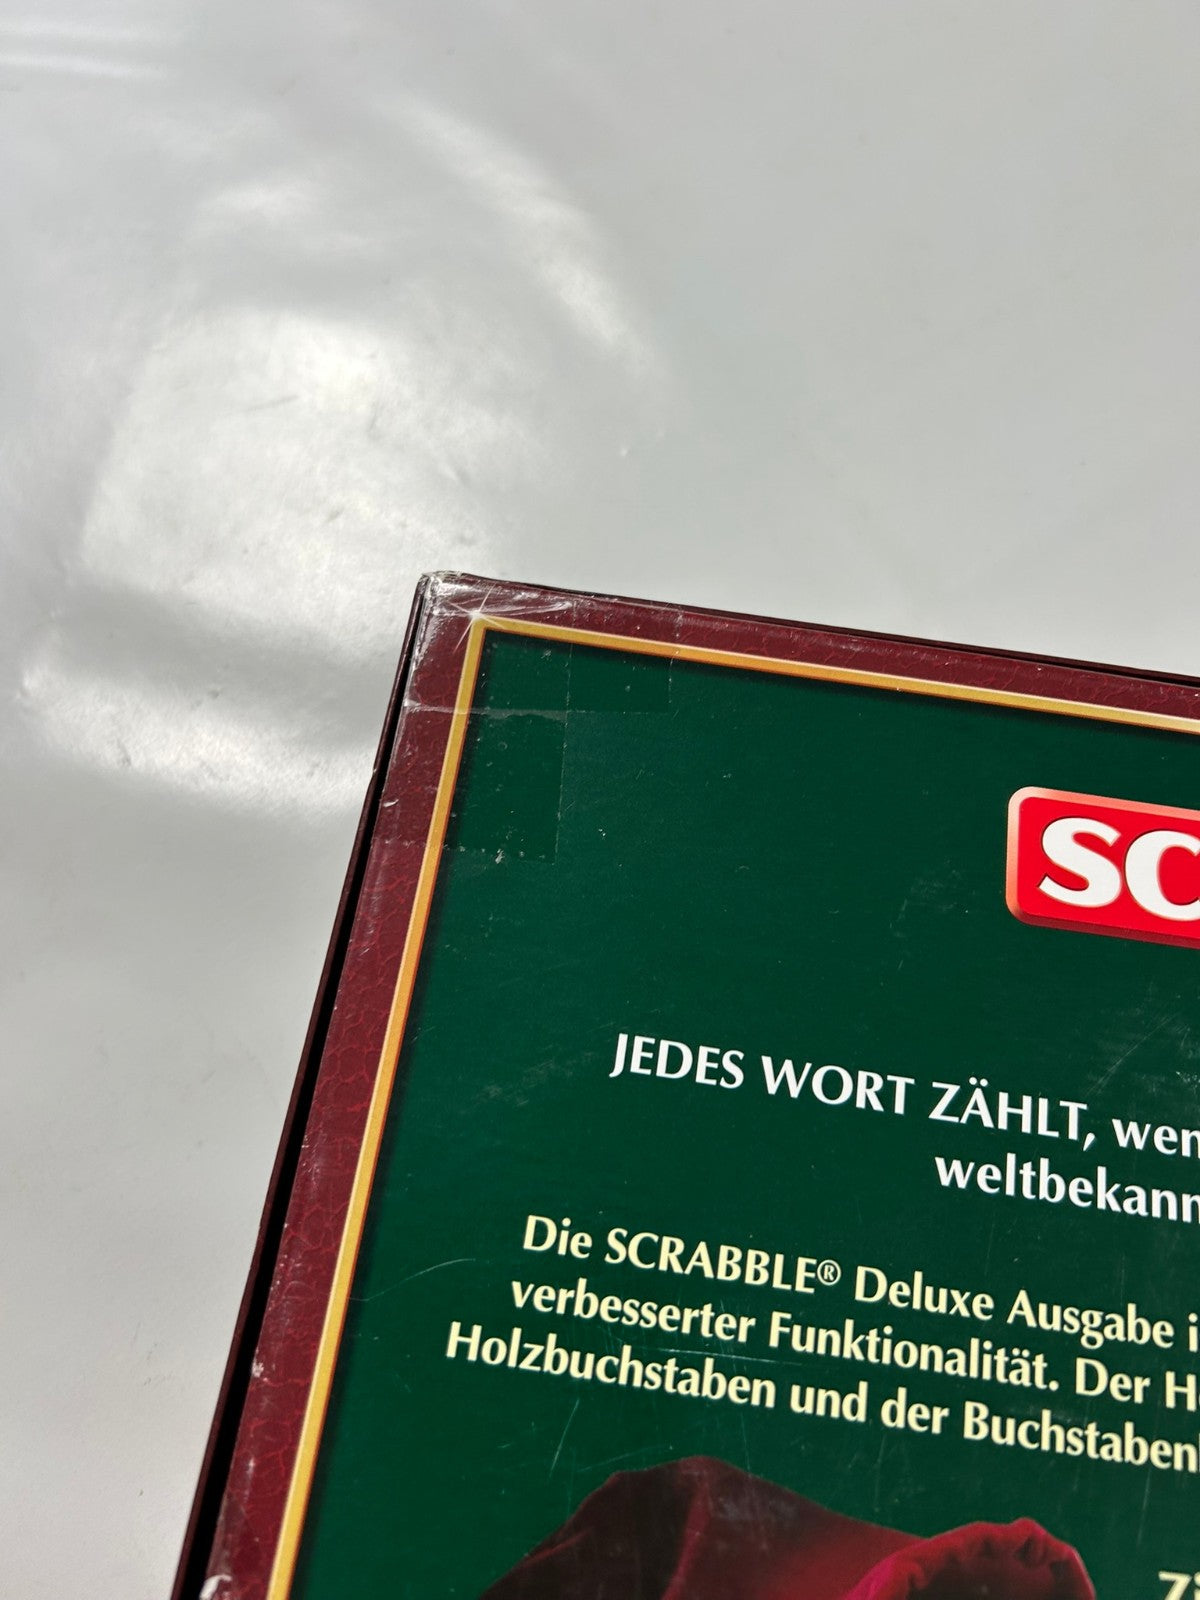 SC
JEDES WORT ZÄHLT, wen
weltbekann
Die SCRABBLE® Deluxe Ausgabe i
verbesserter Funktionalität. Der H
Holzbuchstaben und der Buchstaben